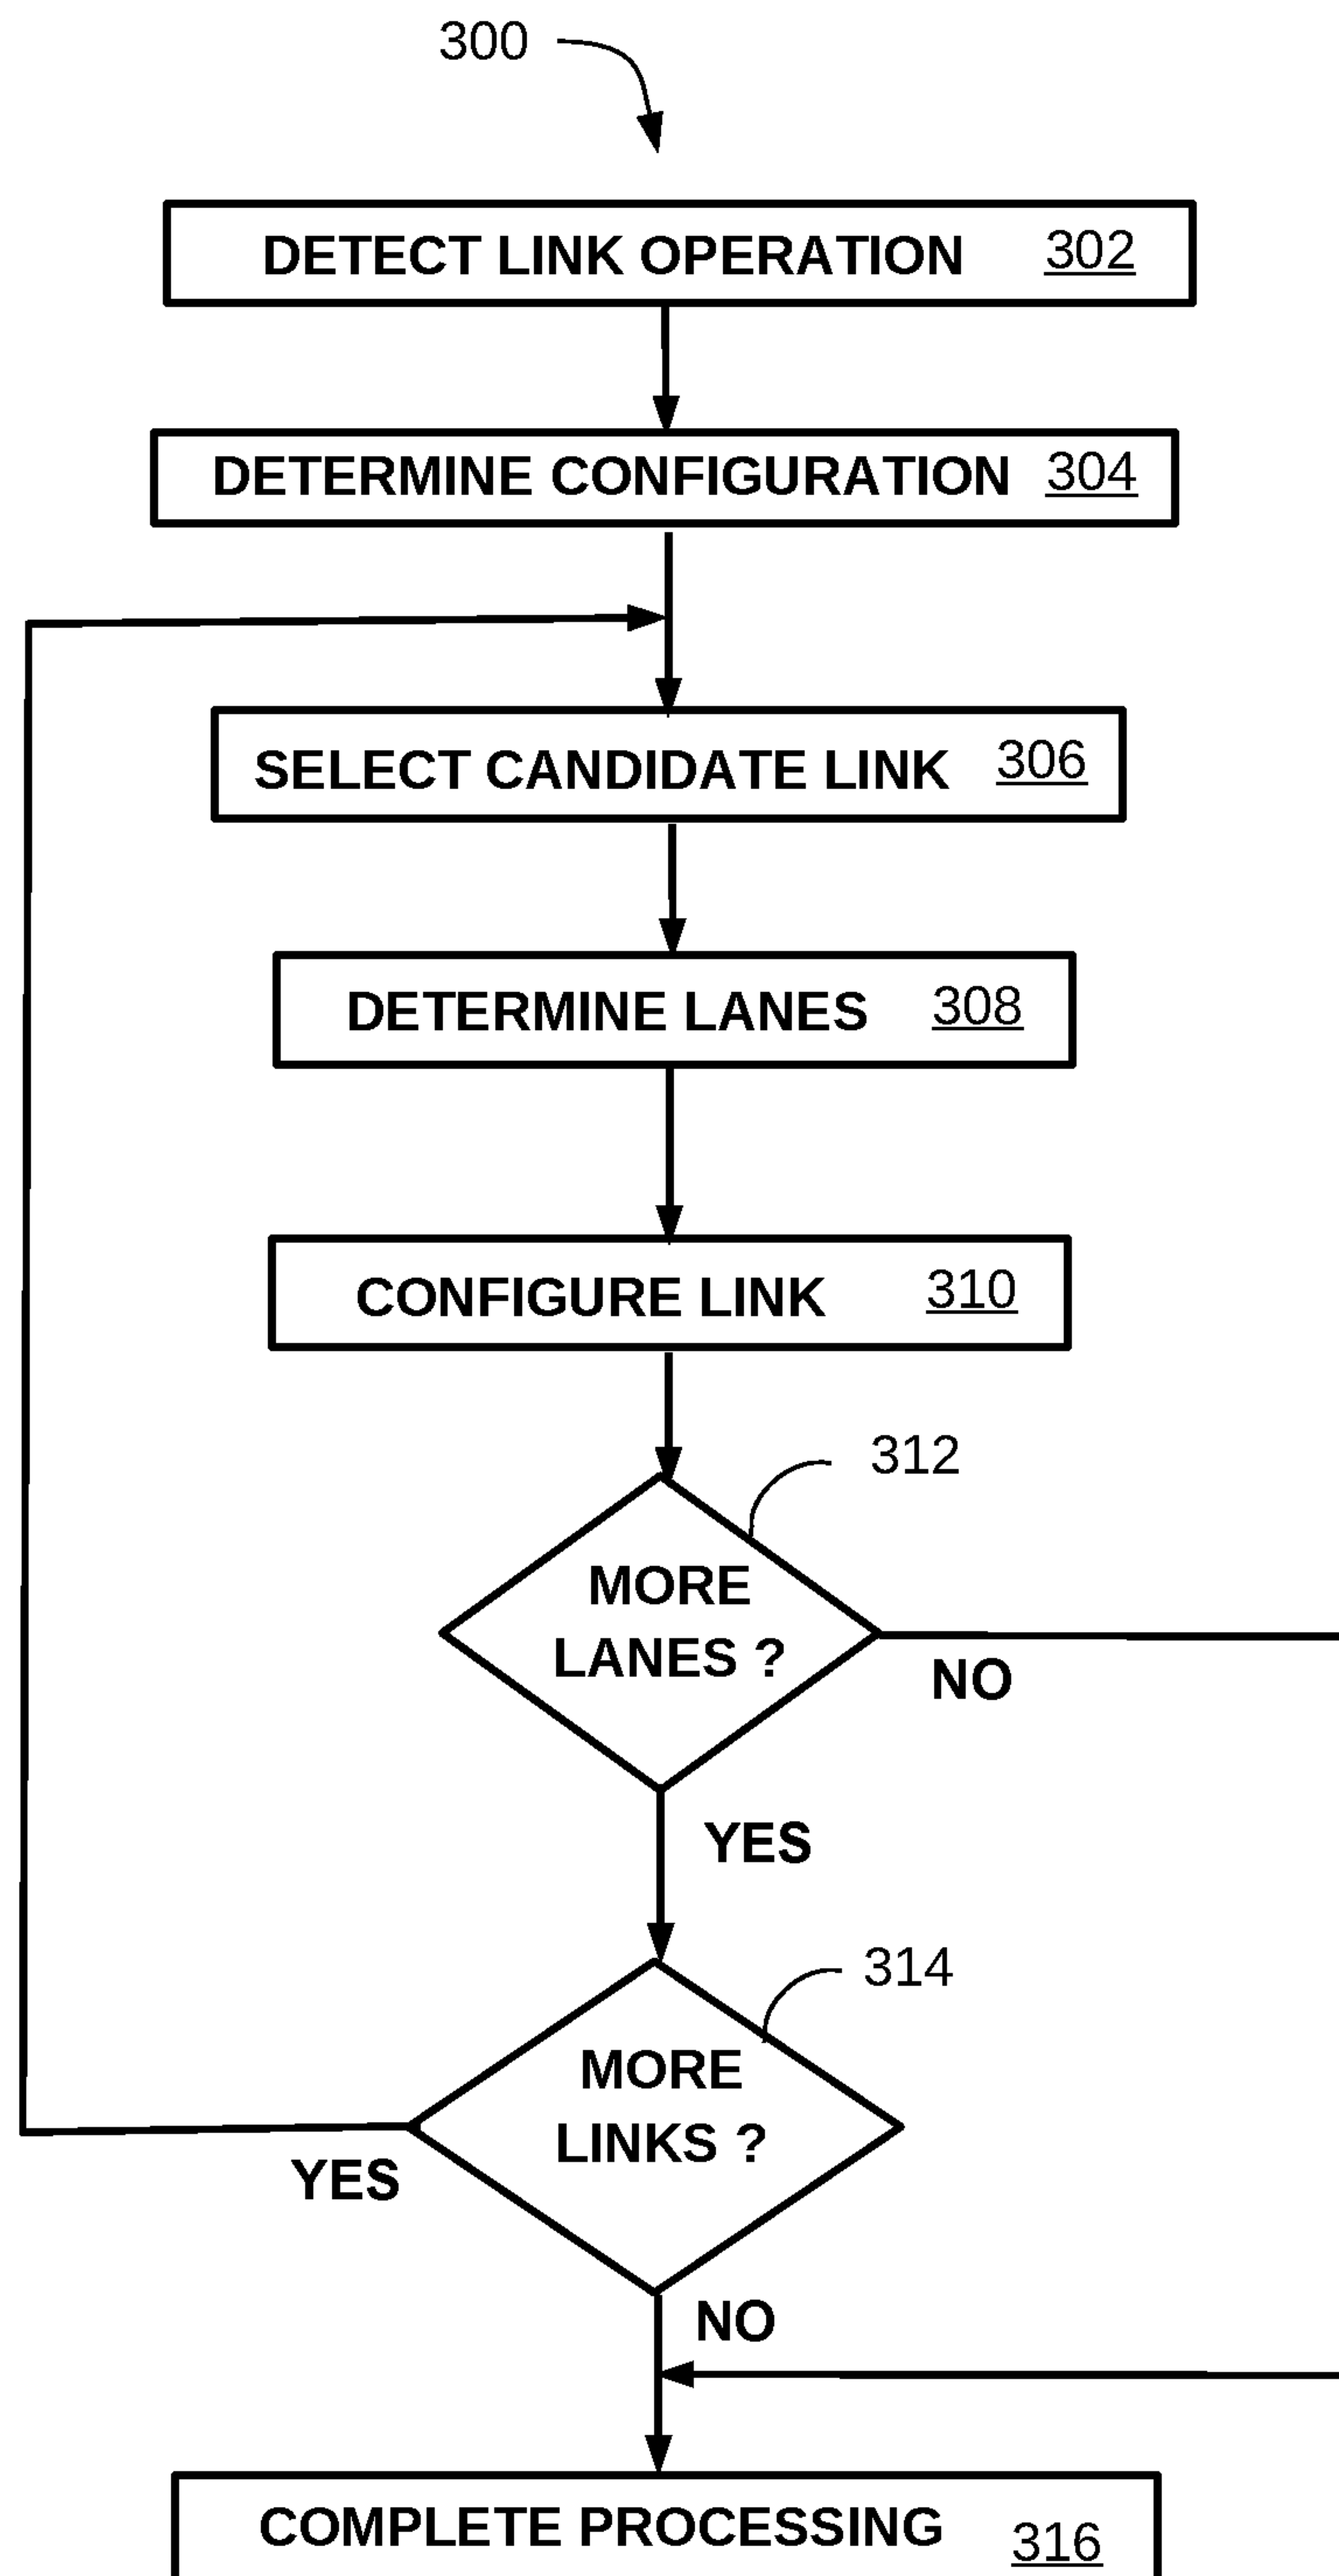 300
DETECT LINK OPERATION 302
DETERMINE CONFIGURATION 304
SELECT CANDIDATE LINK 306
DETERMINE LANES 308
CONFIGURE LINK 310
312
MORE
LANES ?
NO
YES
314
MORE
LINKS ?
YES
NO
COMPLETE PROCESSING 316